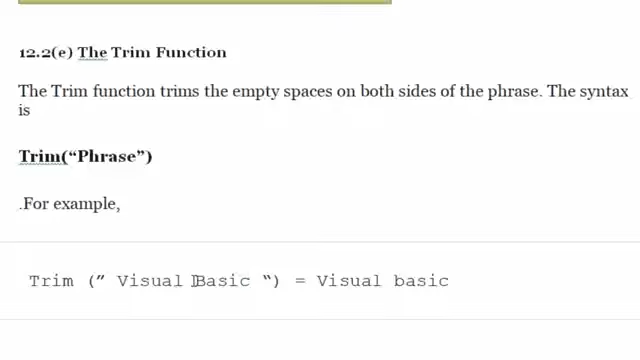 12.2(e) The Trim Function
The Trim function trims the empty spaces on both sides of the phrase. The syntax
is
Trim(“Phrase”)
.For example,
Trim (” Visual Basic “) = Visual basic